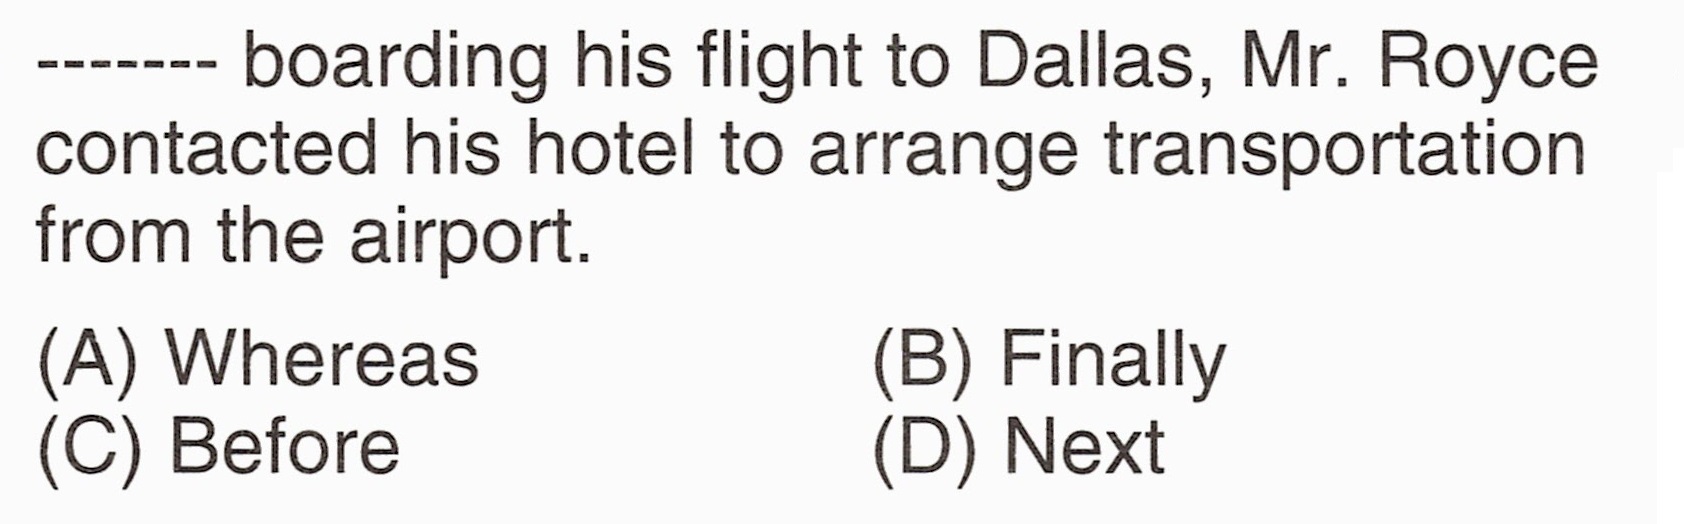 ------- boarding his flight to Dallas, Mr. Royce
contacted his hotel to arrange transportation
from the airport.
(A) Whereas
(B) Finally
(C) Before
(D) Next